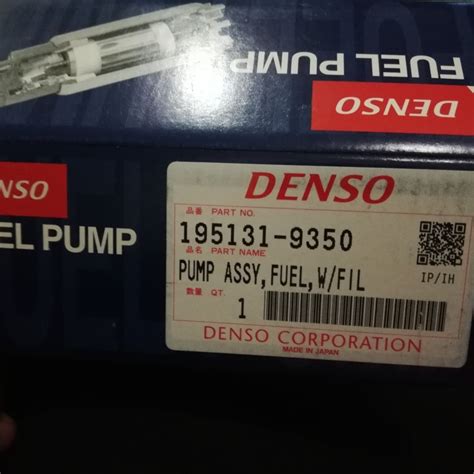 FUEL PUMP
DENSO
NSO
EL PUMP
DENSO
品番 PART NO.
195131-9350
品名 PART NAME
PUMP ASSY,FUEL,W/FIL
IP/IH
数量 QT.
1
DENSO CORPORATION
MADE IN JAPAN